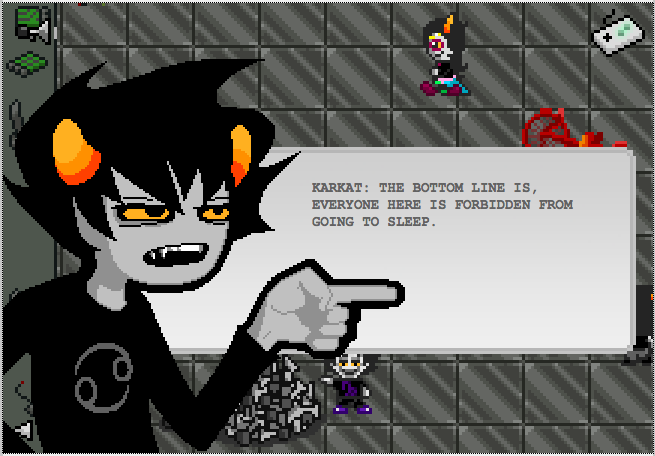 KARKAT: THE BOTTOM LINE IS,
EVERYONE HERE IS FORBIDDEN FROM
GOING TO SLEEP.